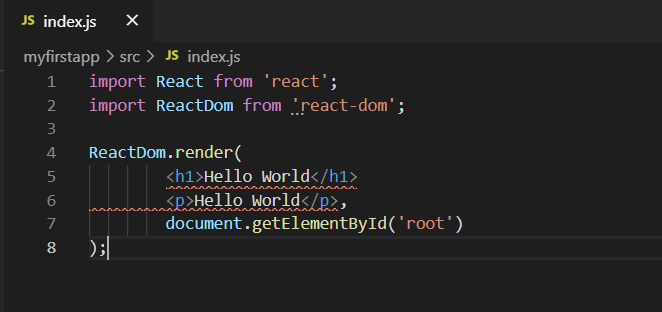 JS index.js ×
myfirstapp > src > JS index.js
1 import React from 'react';
2 import ReactDom from 'react-dom';
3
4 ReactDom.render(
5 <h1>Hello World</h1>
6 <p>Hello World</p>,
7 document.getElementById('root')
8 );